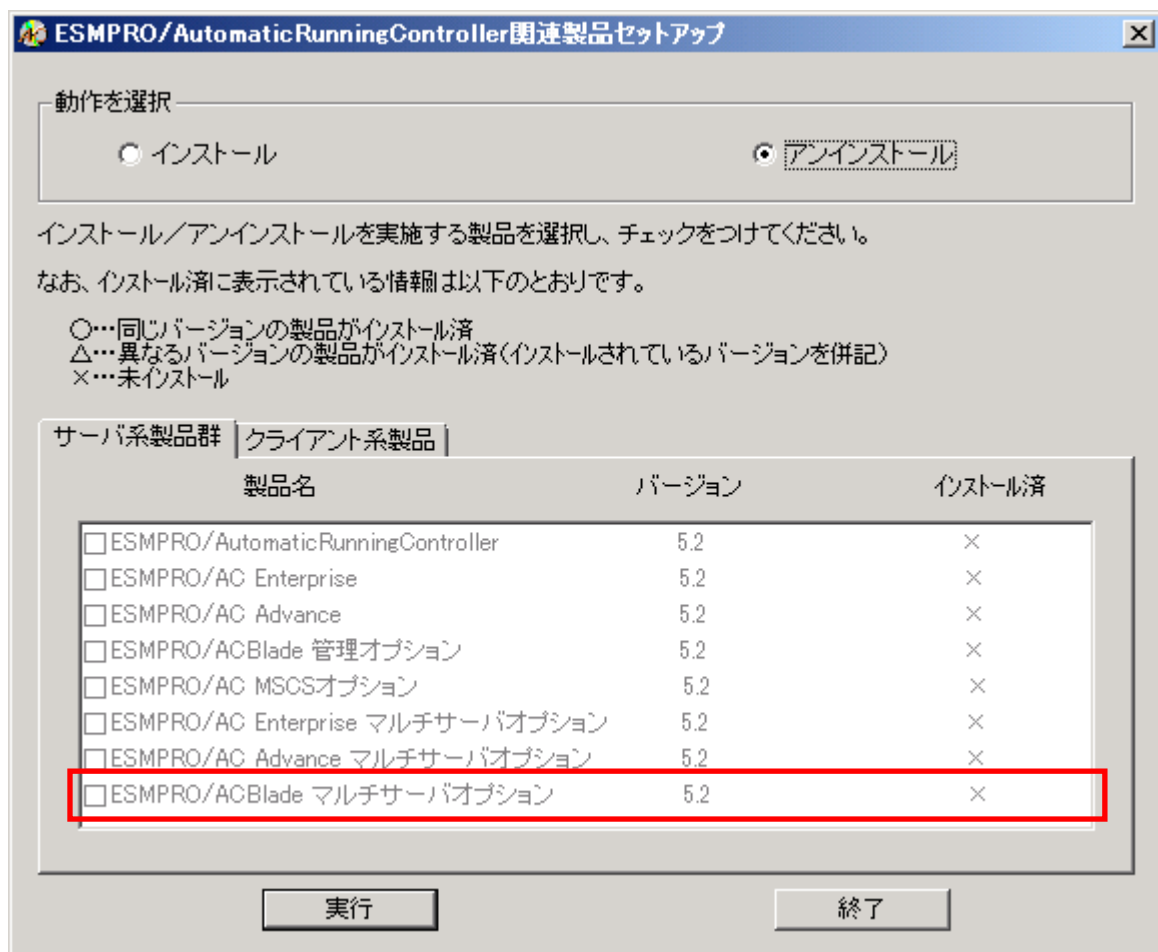 ESMPRO/AutomaticRunningController関連製品セットアップ
動作を選択
インストール アンインストール
インストール／アンインストールを実施する製品を選択し、チェックをつけてください。
なお、インストール済に表示されている情報は以下のとおりです。
○…同じバージョンの製品がインストール済
△…異なるバージョンの製品がインストール済(インストールされているバージョンを併記)
×…未インストール
サーバ系製品群 クライアント系製品
製品名 バージョン インストール済
ESMPRO/AutomaticRunningController 5.2 ×
ESMPRO/AC Enterprise 5.2 ×
ESMPRO/AC Advance 5.2 ×
ESMPRO/ACBlade 管理オプション 5.2 ×
ESMPRO/AC MSCSオプション 5.2 ×
ESMPRO/AC Enterprise マルチサーバオプション 5.2 ×
ESMPRO/AC Advance マルチサーバオプション 5.2 ×
ESMPRO/ACBlade マルチサーバオプション 5.2 ×
実行 終了